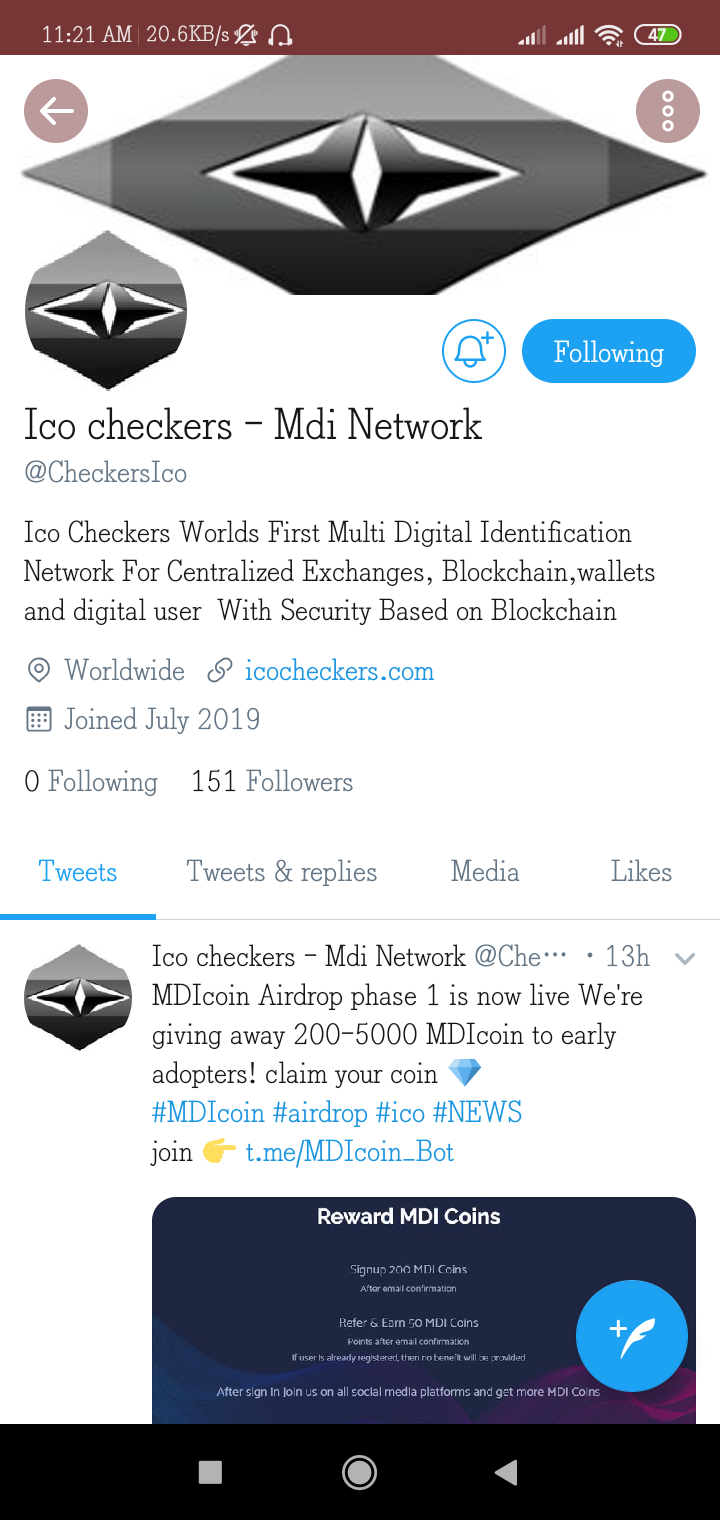 11:21 AM 20.6KB/s 47
Following
Ico checkers - Mdi Network
@CheckersIco
Ico Checkers Worlds First Multi Digital Identification
Network For Centralized Exchanges, Blockchain,wallets
and digital user With Security Based on Blockchain
Worldwide icocheckers.com
Joined July 2019
0 Following 151 Followers
Tweets Tweets & replies Media Likes
Ico checkers - Mdi Network @Che… · 13h
MDIcoin Airdrop phase 1 is now live We're
giving away 200-5000 MDIcoin to early
adopters! claim your coin 💎
#MDIcoin #airdrop #ico #NEWS
join 👉 t.me/MDIcoin_Bot
Reward MDI Coins
Signup 200 MDI Coins
After email confirmation
Refer & Earn 50 MDI Coins
Points after email confirmation
If user is already registered, then no benefit will be provided
After sign in join us on all social media platforms and get more MDI Coins